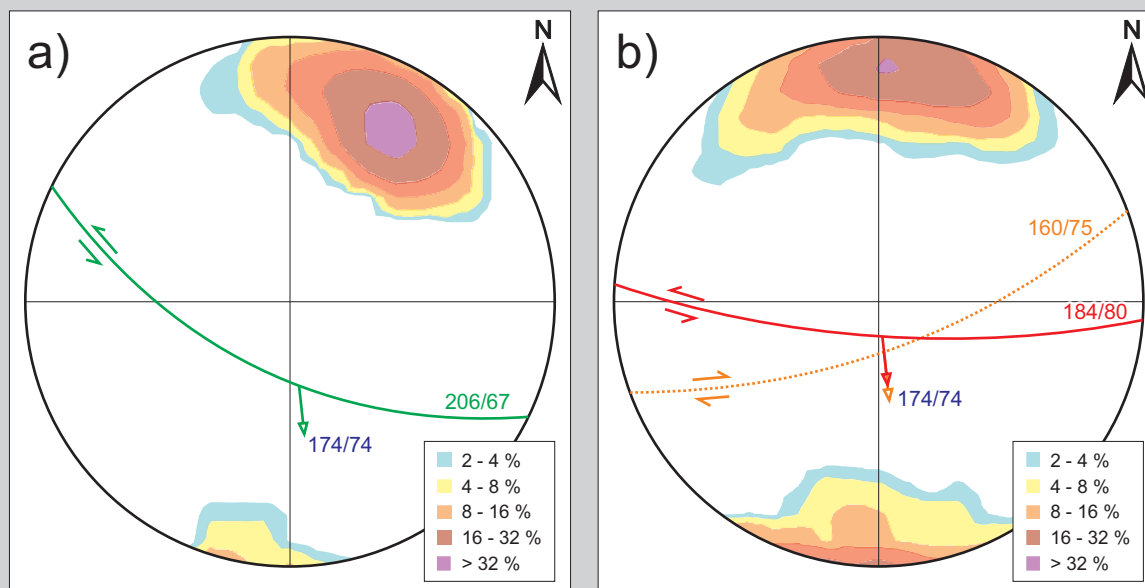 a)
N
206/67
174/74
2 - 4 %
4 - 8 %
8 - 16 %
16 - 32 %
> 32 %
b)
N
160/75
184/80
174/74
2 - 4 %
4 - 8 %
8 - 16 %
16 - 32 %
> 32 %